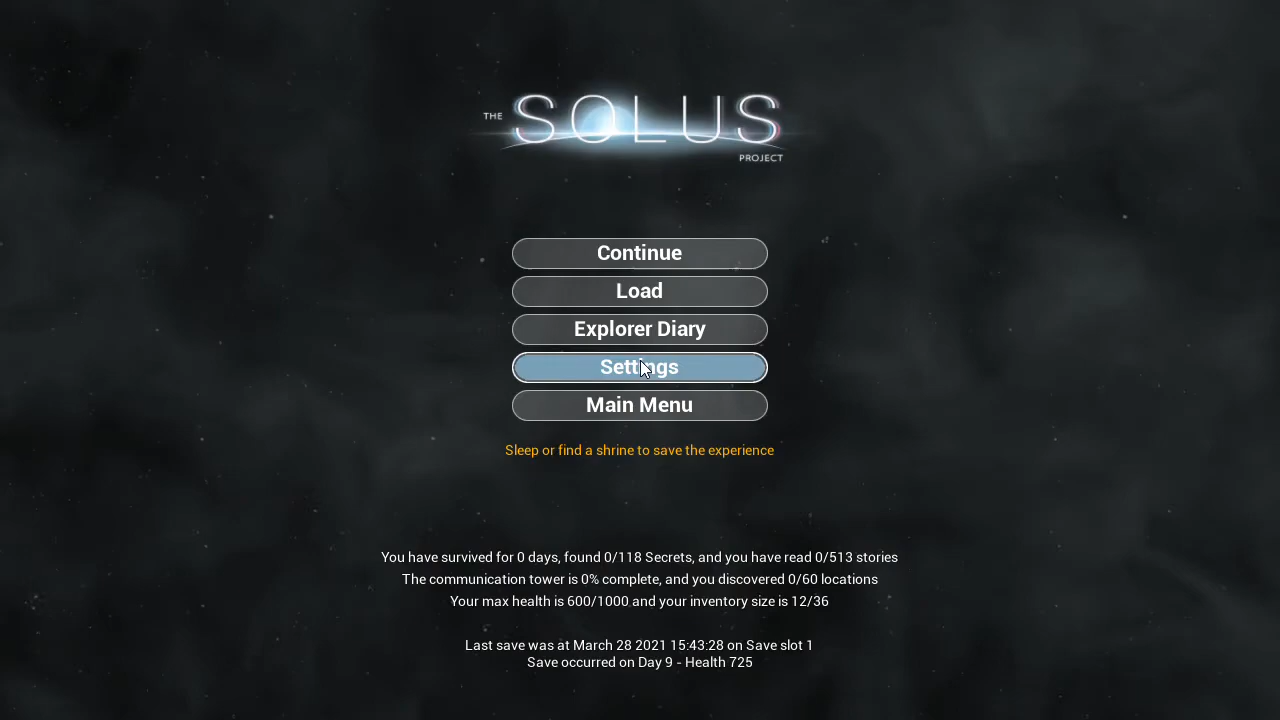 THE SOLUS PROJECT
Continue
Load
Explorer Diary
Settings
Main Menu
Sleep or find a shrine to save the experience
You have survived for 0 days, found 0/118 Secrets, and you have read 0/513 stories
The communication tower is 0% complete, and you discovered 0/60 locations
Your max health is 600/1000 and your inventory size is 12/36
Last save was at March 28 2021 15:43:28 on Save slot 1
Save occurred on Day 9 - Health 725